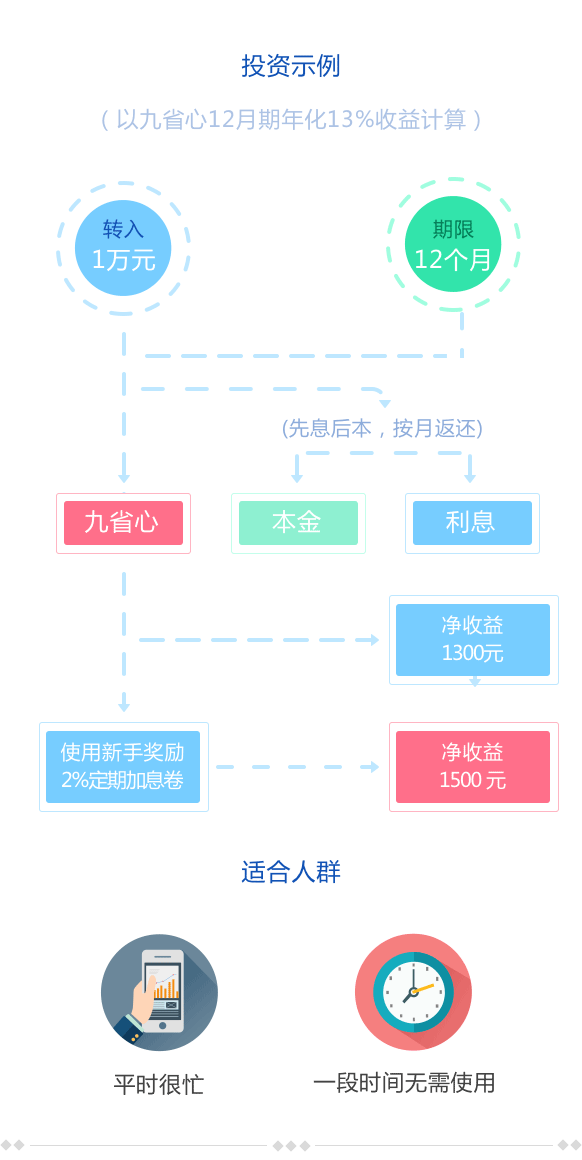 投资示例
（以九省心12月期年化13%收益计算）
转入
1万元
期限
12个月
(先息后本，按月返还)
九省心
本金
利息
净收益
1300元
使用新手奖励
2%定期加息卷
净收益
1500 元
适合人群
平时很忙
一段时间无需使用